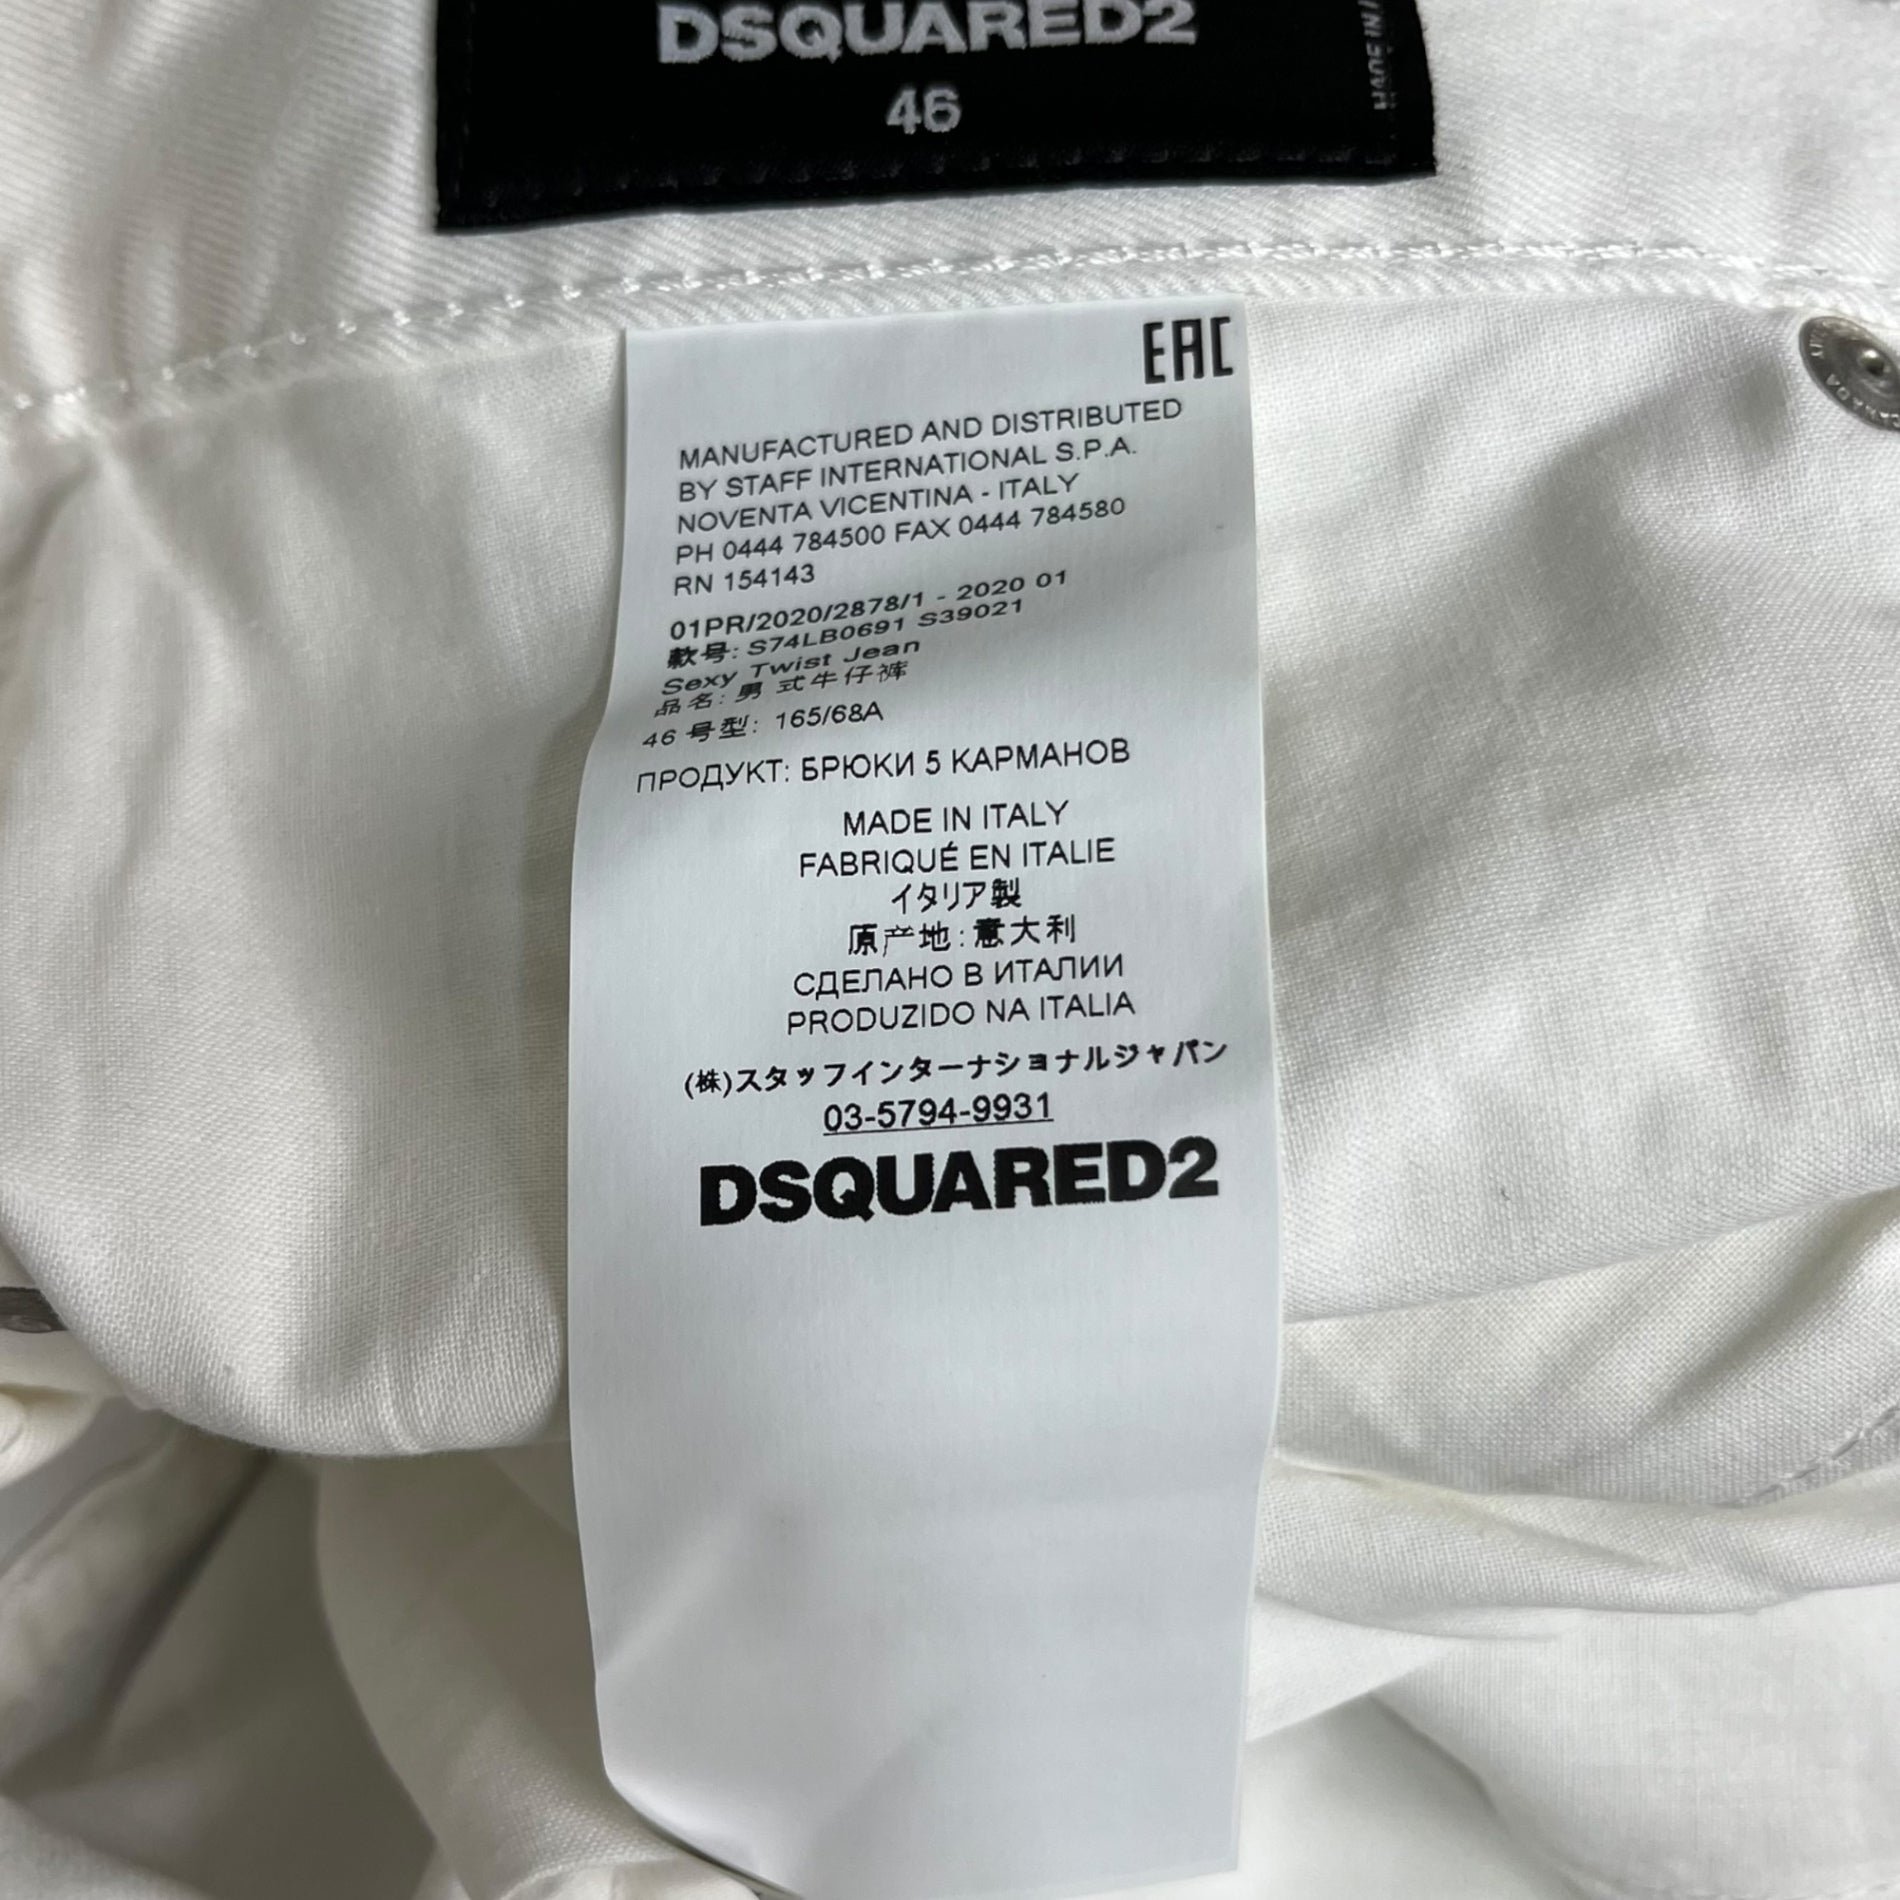 DSQUARED2
46
MADE IN
EAC
MANUFACTURED AND DISTRIBUTED
BY STAFF INTERNATIONAL S.P.A.
NOVENTA VICENTINA - ITALY
PH 0444 784500 FAX 0444 784580
RN 154143
01PR/2020/2878/1 - 2020 01
款号: S74LB0691 S39021
Sexy Twist Jean
品名: 男 式牛仔裤
46 号型: 165/68A
ПРОДУКТ: БРЮКИ 5 КАРМАНОВ
MADE IN ITALY
FABRIQUÉ EN ITALIE
イタリア製
原产地: 意大利
СДЕЛАНО В ИТАЛИИ
PRODUZIDO NA ITALIA
(株)スタッフインターナショナルジャパン
03-5794-9931
DSQUARED2